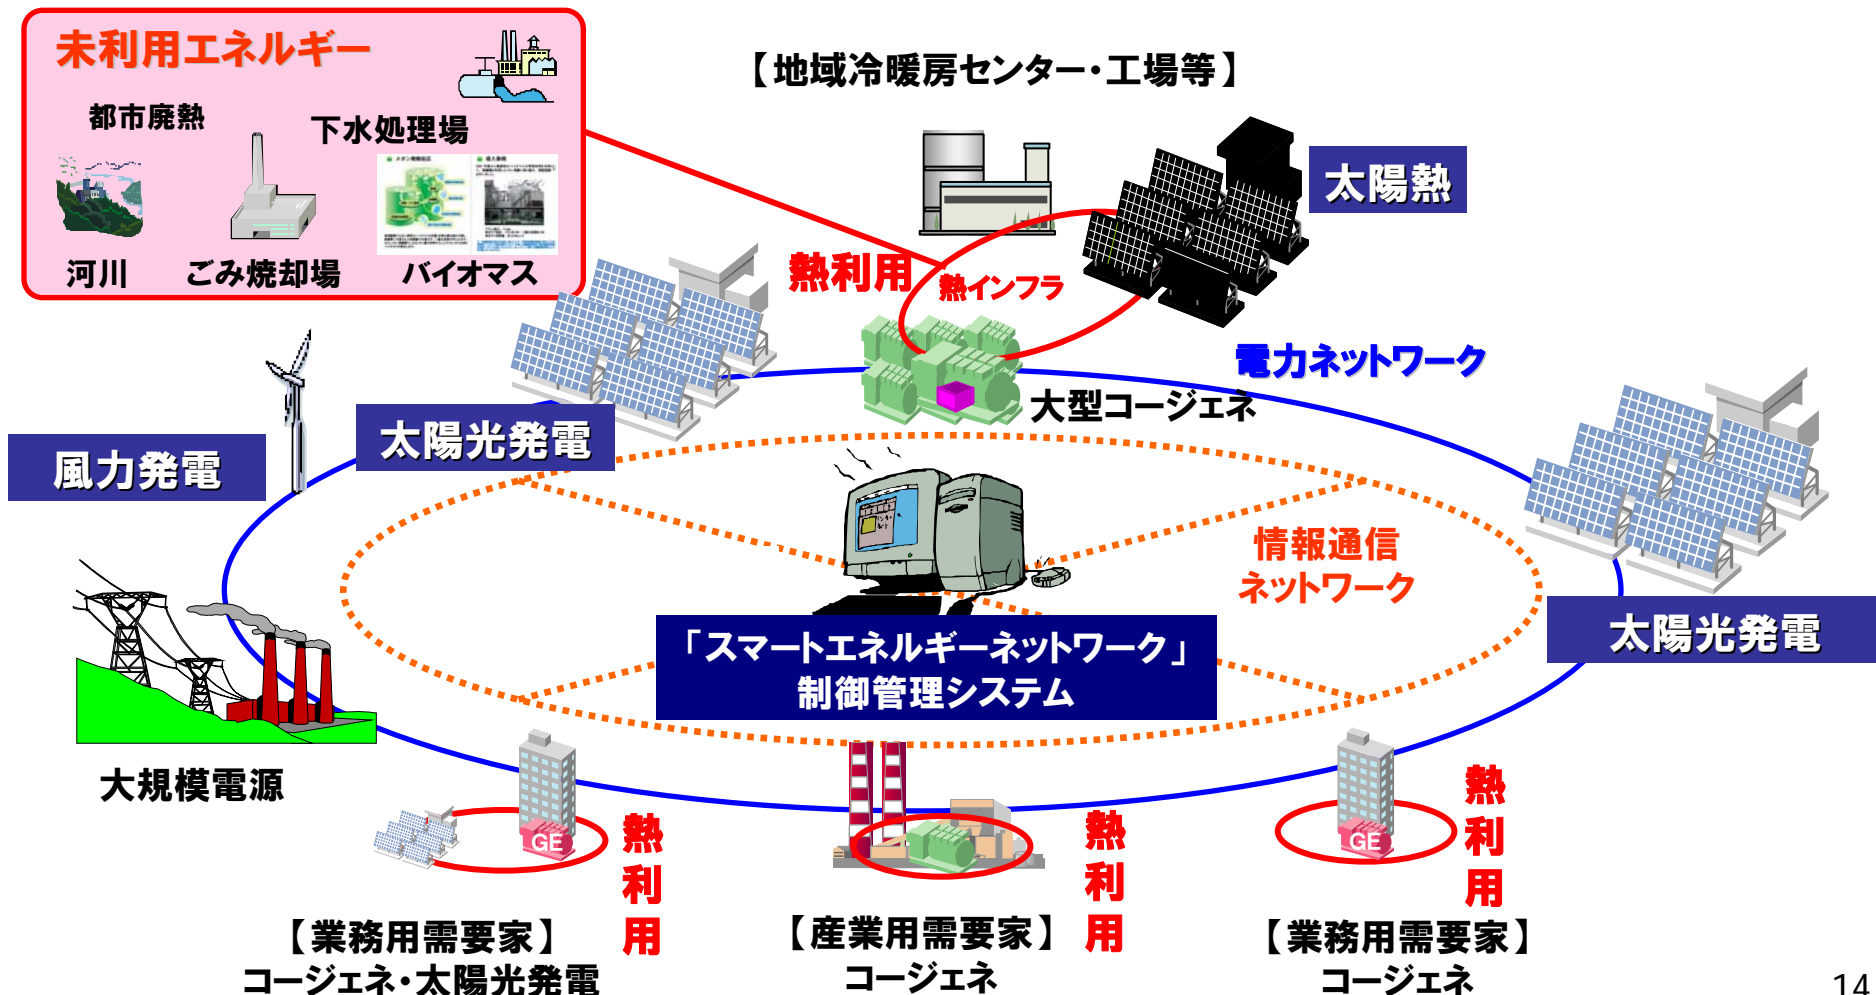 未利用エネルギー
都市廃熱
下水処理場
河川
ごみ焼却場
バイオマス
【地域冷暖房センター・工場等】
太陽熱
熱利用
熱インフラ
電力ネットワーク
大型コージェネ
太陽光発電
風力発電
情報通信
ネットワーク
太陽光発電
「スマートエネルギーネットワーク」
制御管理システム
大規模電源
GE
熱利用
【業務用需要家】
コージェネ・太陽光発電
熱利用
【産業用需要家】
コージェネ
GE
熱利用
【業務用需要家】
コージェネ
14